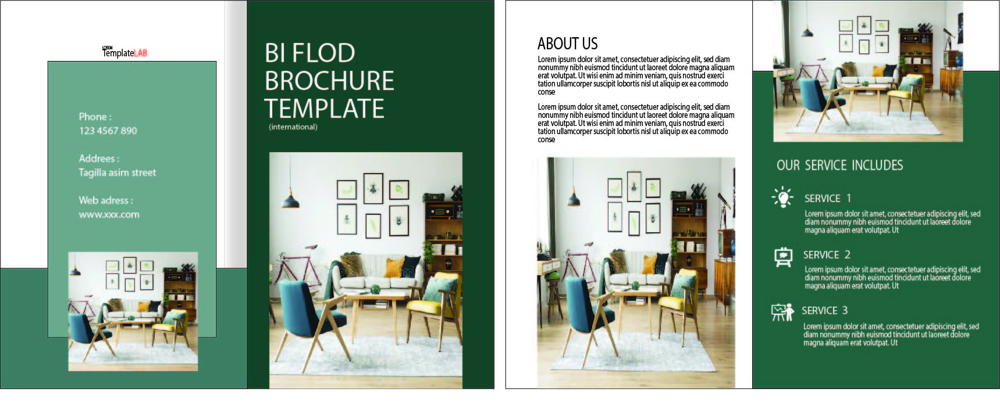 LOREM
TemplateLAB
Phone :
123 4567 890
Addrees :
Tagilla asim street
Web adress :
www.xxx.com
BI FLOD
BROCHURE
TEMPLATE
(international)
ABOUT US
Lorem ipsum dolor sit amet, consectetuer adipiscing elit, sed diam
nonummy nibh euismod tincidunt ut laoreet dolore magna aliquam
erat volutpat. Ut wisi enim ad minim veniam, quis nostrud exerci
tation ullamcorper suscipit lobortis nisl ut aliquip ex ea commodo
conse
Lorem ipsum dolor sit amet, consectetuer adipiscing elit, sed diam
nonummy nibh euismod tincidunt ut laoreet dolore magna aliquam
erat volutpat. Ut wisi enim ad minim veniam, quis nostrud exerci
tation ullamcorper suscipit lobortis nisl ut aliquip ex ea commodo
conse
OUR SERVICE INCLUDES
SERVICE 1
Lorem ipsum dolor sit amet, consectetuer adipiscing elit, sed
diam nonummy nibh euismod tincidunt ut laoreet dolore
magna aliquam erat volutpat. Ut
SERVICE 2
Lorem ipsum dolor sit amet, consectetuer adipiscing elit, sed
diam nonummy nibh euismod tincidunt ut laoreet dolore
magna aliquam erat volutpat. Ut
SERVICE 3
Lorem ipsum dolor sit amet, consectetuer adipiscing elit, sed
diam nonummy nibh euismod tincidunt ut laoreet dolore
magna aliquam erat volutpat. Ut